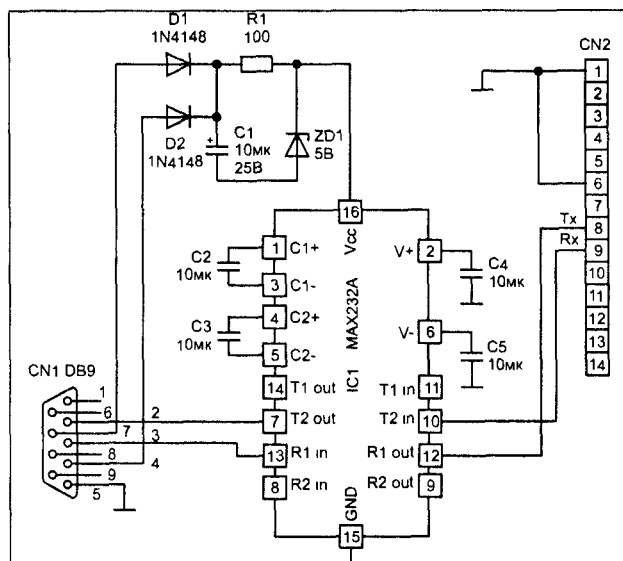 D1
1N4148
R1
100
CN2
D2
1N4148
+
C1
10мк
25В
ZD1
5В
1
2
3
4
5
6
7
8
9
10
11
12
13
14
Tx
Rx
16
Vcc
1 C1+
3 C1-
4 C2+
5 C2-
14 T1 out
7 T2 out
13 R1 in
8 R2 in
C2
10мк
C3
10мк
IC1 MAX232A
V+ 2
V- 6
T1 in 11
T2 in 10
R1 out 12
R2 out 9
C4
10мк
C5
10мк
GND
15
CN1 DB9
1
6
2
7
3
8
4
9
5